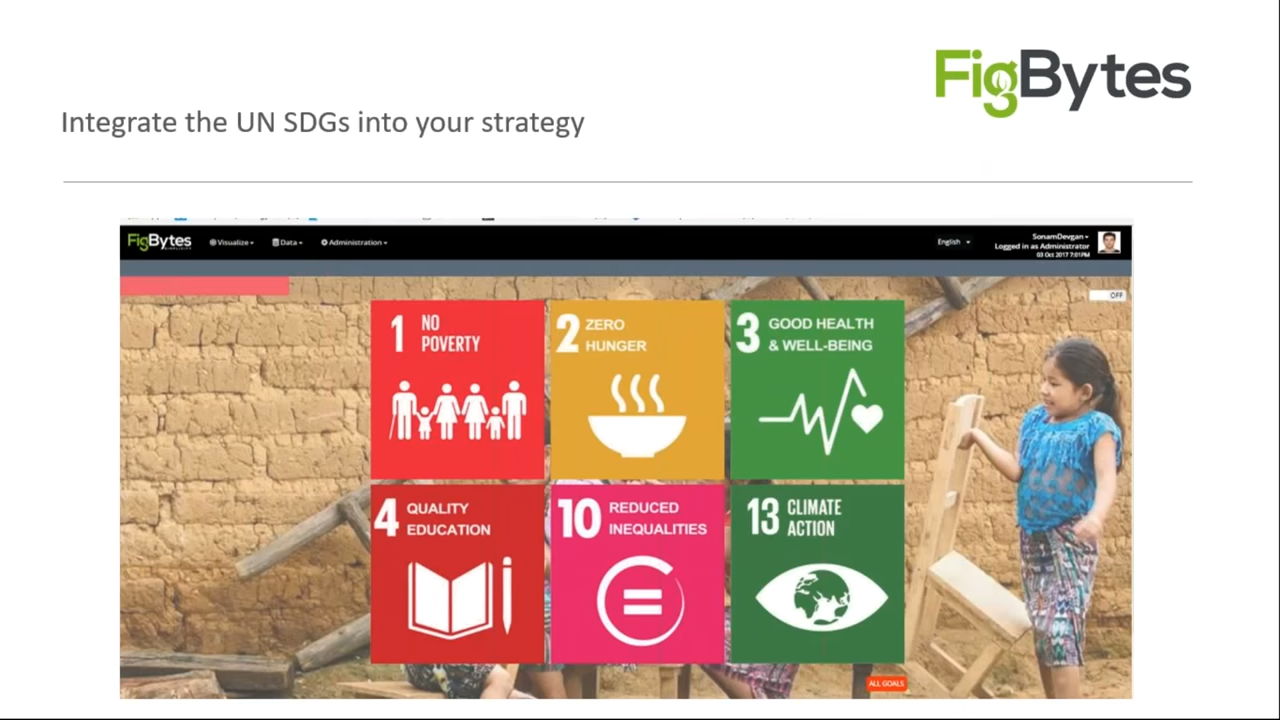 FigBytes
Integrate the UN SDGs into your strategy
FigBytes
Visualize
Data
Administration
English
SonamDevgan
Logged in as Administrator
03 Oct 2017 7:01PM
OFF
1 NO
POVERTY
2 ZERO
HUNGER
3 GOOD HEALTH
& WELL-BEING
4 QUALITY
EDUCATION
10 REDUCED
INEQUALITIES
13 CLIMATE
ACTION
ALL GOALS